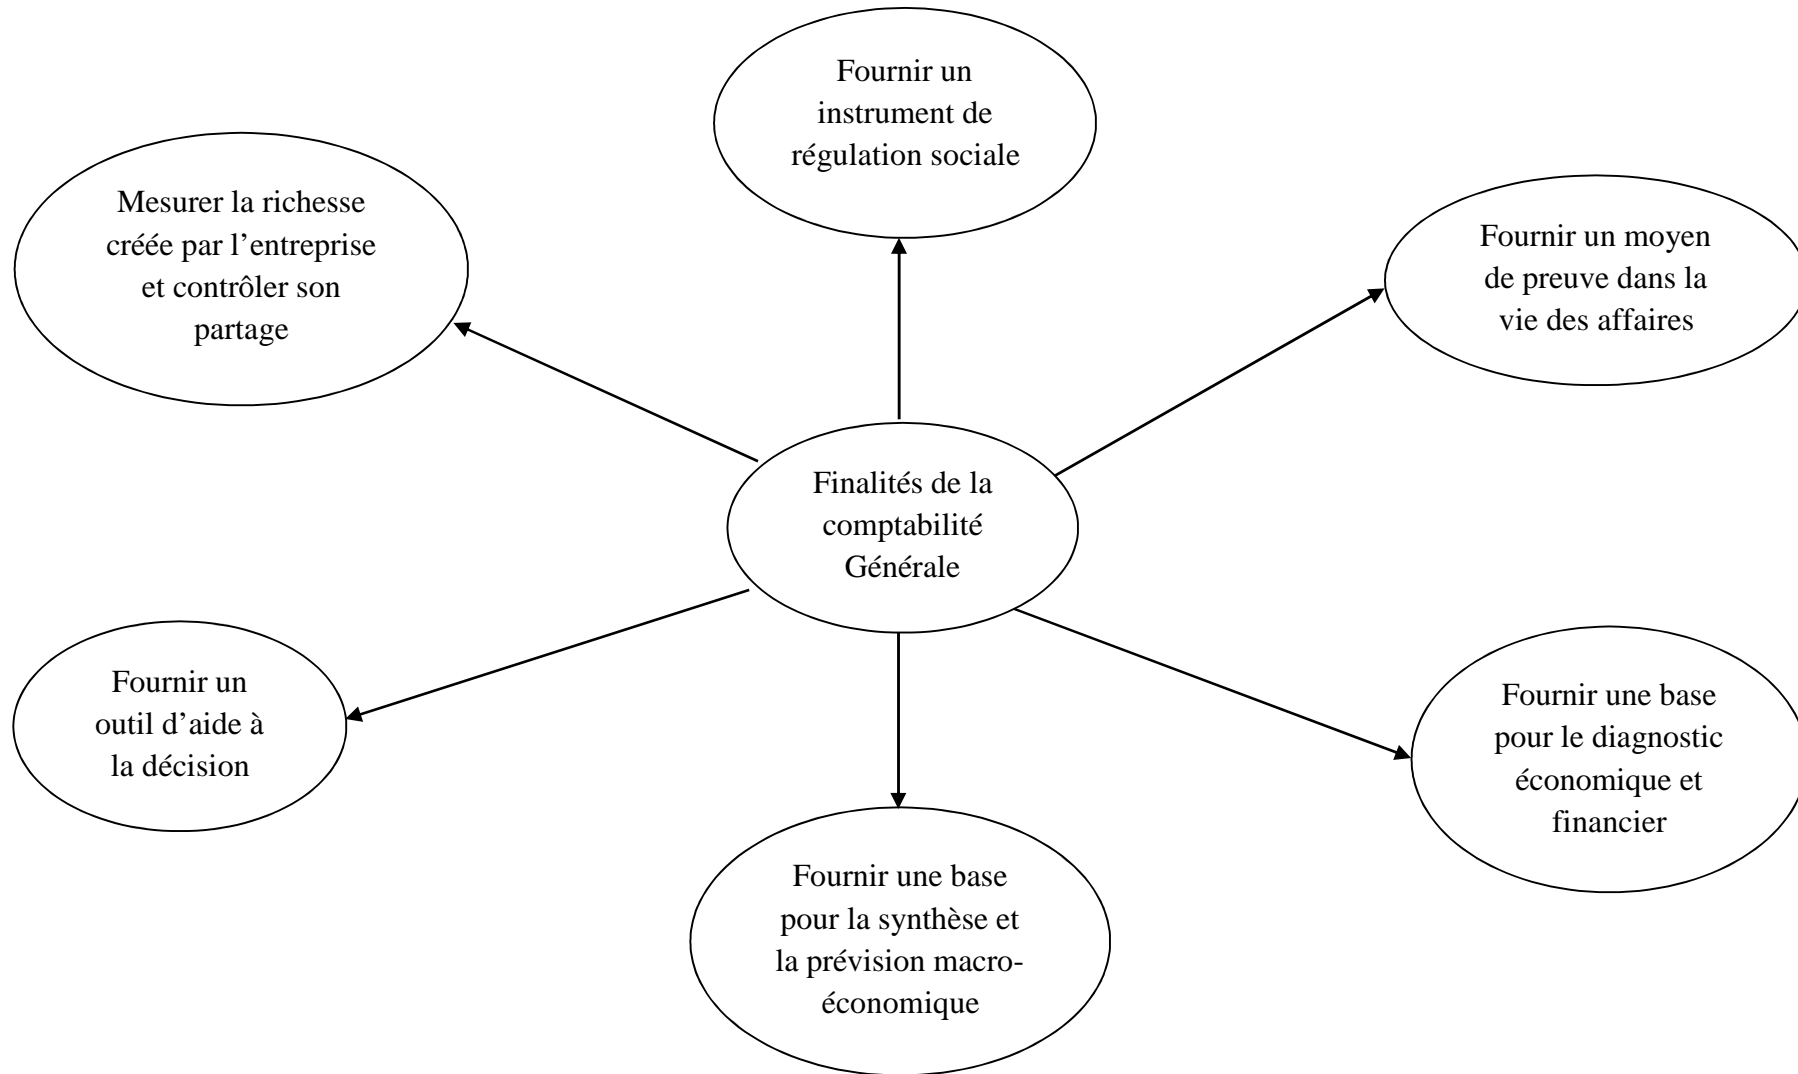 Fournir un
instrument de
régulation sociale
Mesurer la richesse
créée par l’entreprise
et contrôler son
partage
Fournir un moyen
de preuve dans la
vie des affaires
Finalités de la
comptabilité
Générale
Fournir un
outil d’aide à
la décision
Fournir une base
pour le diagnostic
économique et
financier
Fournir une base
pour la synthèse et
la prévision macro-
économique